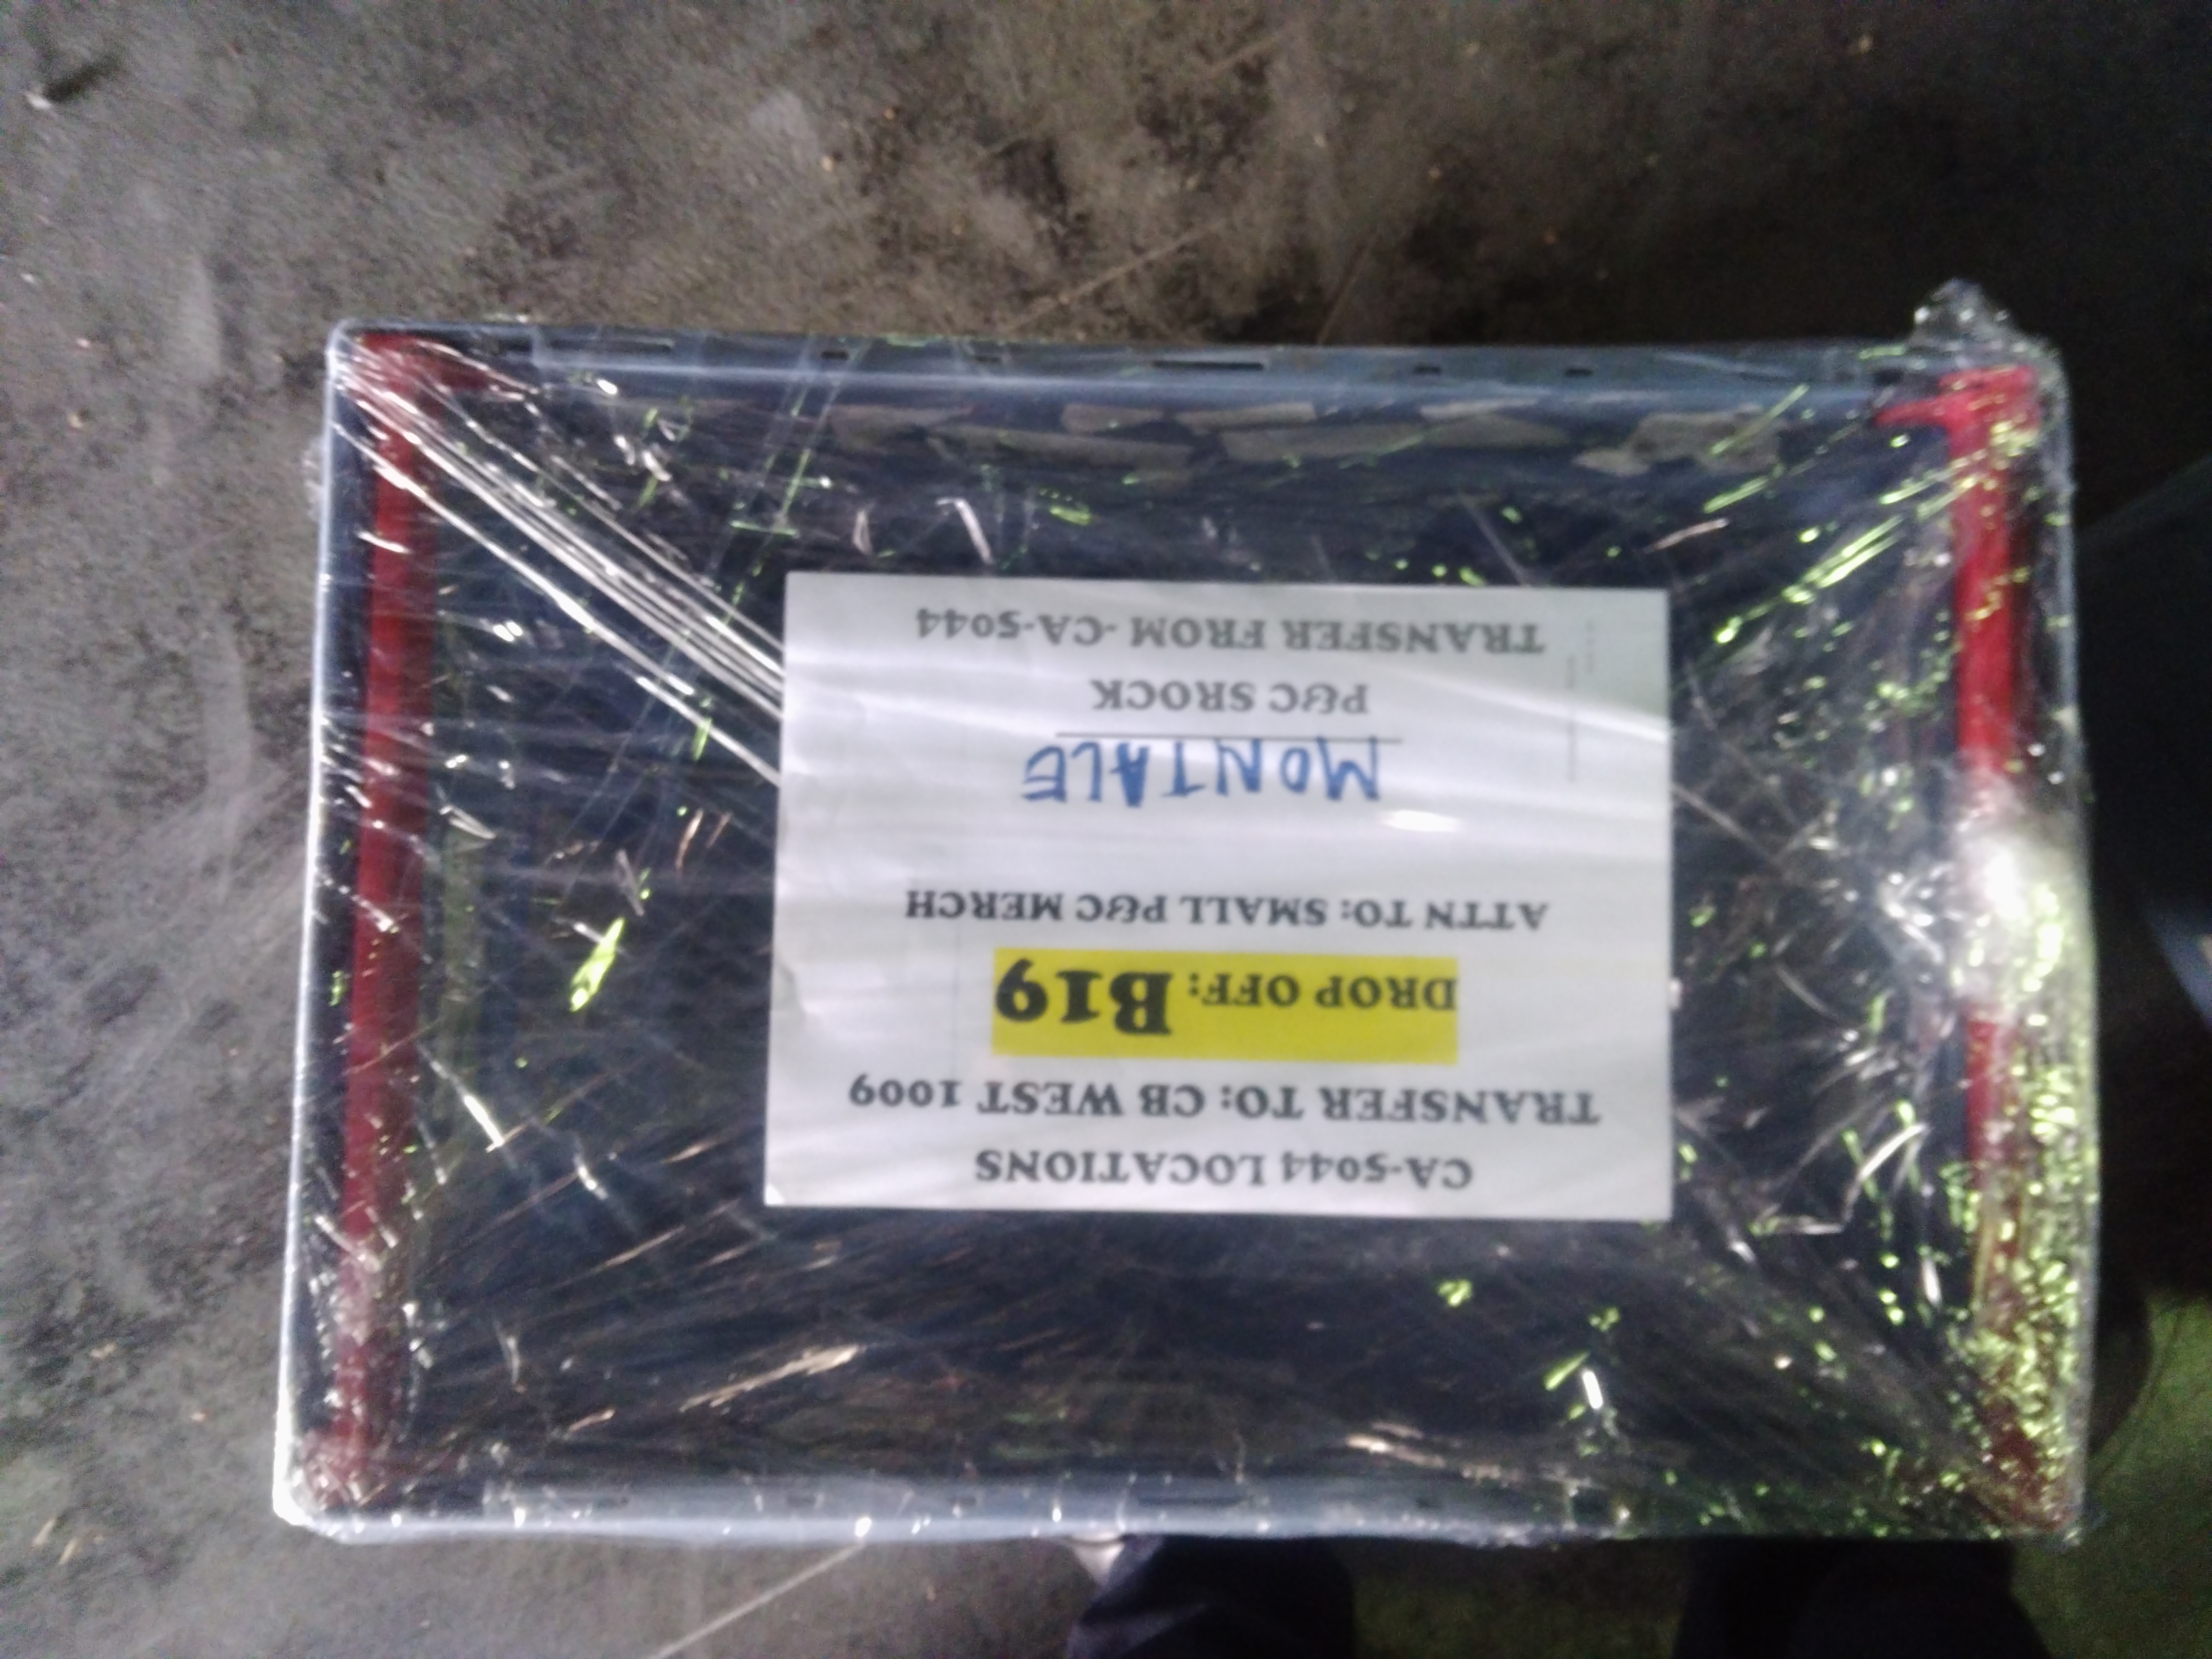 CA-5044 LOCATIONS
TRANSFER TO: CB WEST 1009
DROP OFF: B19
ATTN TO: SMALL P&C MERCH
MONTALE
P&C SROCK
TRANSFER FROM -CA-5044